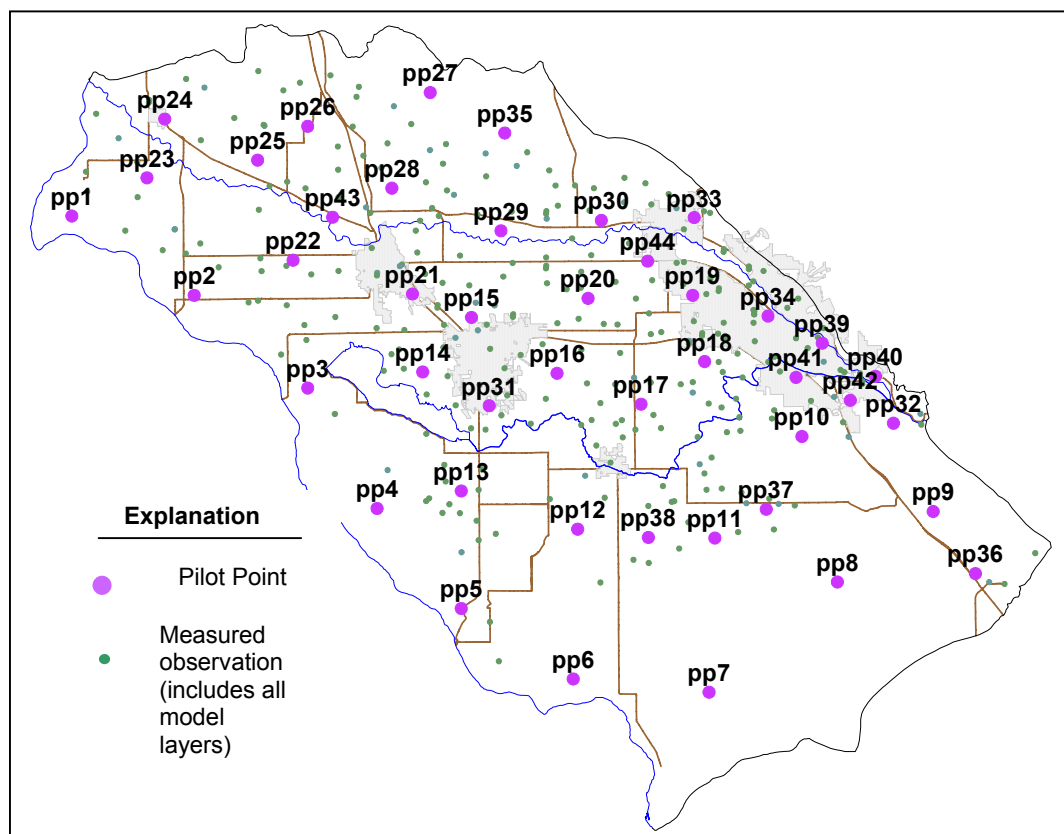 pp27
pp24
pp26
pp35
pp25
pp23
pp28
pp1
pp43
pp29
pp30
pp33
pp22
pp44
pp2
pp21
pp20
pp19
pp15
pp34
pp39
pp14
pp16
pp18
pp3
pp41
pp40
pp31
pp17
pp42
pp32
pp10
pp13
pp4
pp12
pp38
pp11
pp37
pp9
Explanation
Pilot Point
pp8
pp36
pp5
Measured
observation
(includes all
model
layers)
pp6
pp7